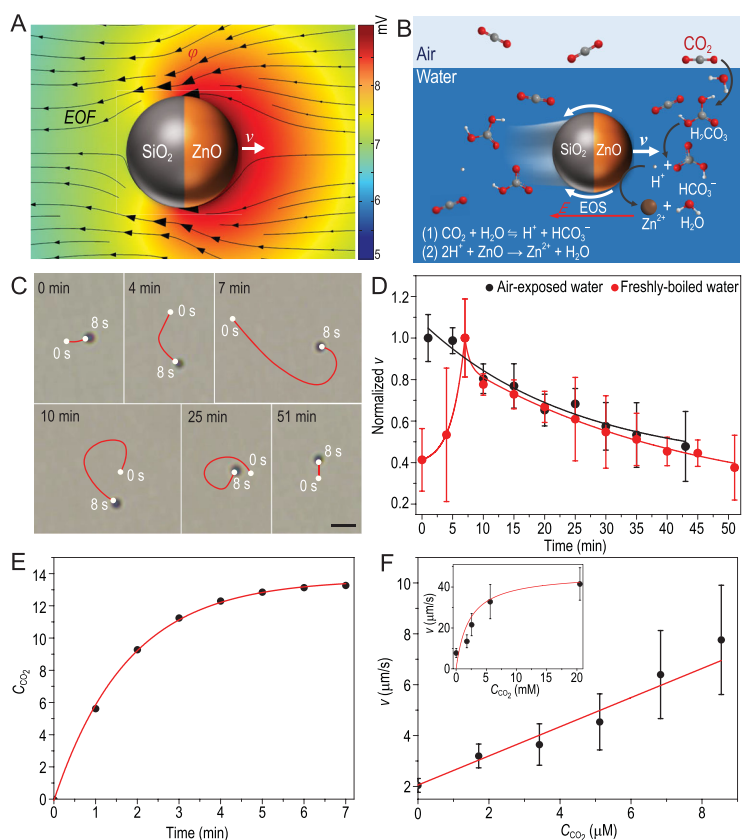 A
mV
φ
8
7
6
5
EOF
SiO₂
ZnO
v
B
Air
Water
CO₂
H₂CO₃
SiO₂
ZnO
v
H⁺
+
HCO₃⁻
EOS
E
Zn²⁺
+
H₂O
(1) CO₂ + H₂O ⇋ H⁺ + HCO₃⁻
(2) 2H⁺ + ZnO → Zn²⁺ + H₂O
C
0 min
8 s
0 s
4 min
0 s
8 s
7 min
0 s
8 s
10 min
0 s
8 s
25 min
0 s
8 s
51 min
8 s
0 s
D
Air-exposed water
Freshly-boiled water
Normalized v
1.2
1.0
0.8
0.6
0.4
0.2
0 5 10 15 20 25 30 35 40 45 50
Time (min)
E
C_CO₂
14
12
10
8
6
4
2
0
0 1 2 3 4 5 6 7
Time (min)
F
v (μm/s)
10
8
6
4
2
0 2 4 6 8
C_CO₂ (μM)
v (μm/s)
40
20
0
0 5 10 15 20
C_CO₂ (mM)